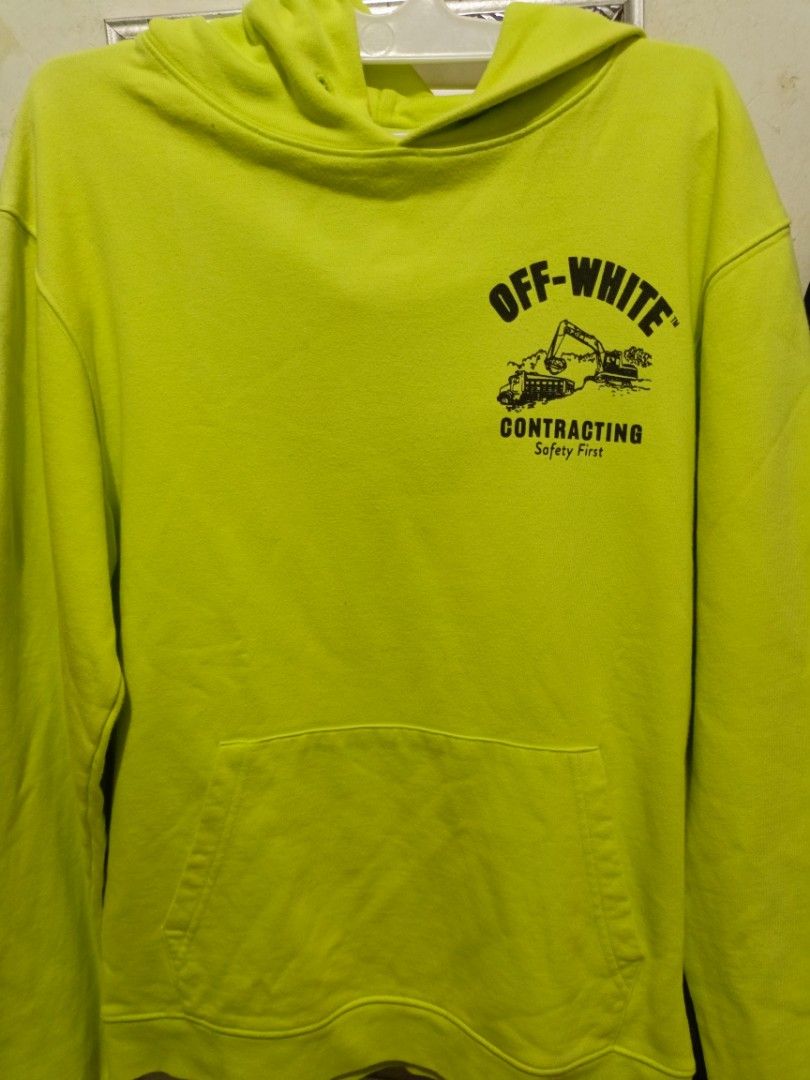 OFF-WHITE™
CONTRACTING
Safety First